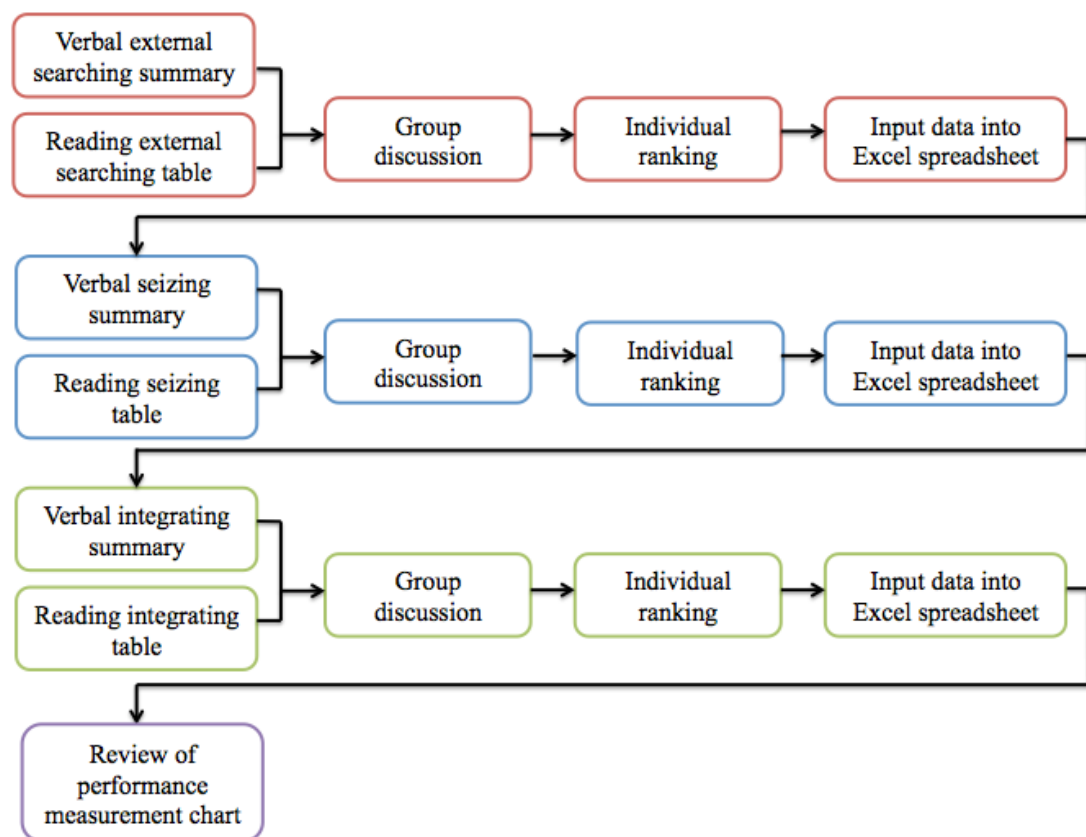 Verbal external
searching summary
Reading external
searching table
Group
discussion
Individual
ranking
Input data into
Excel spreadsheet
Verbal seizing
summary
Reading seizing
table
Group
discussion
Individual
ranking
Input data into
Excel spreadsheet
Verbal integrating
summary
Reading integrating
table
Group
discussion
Individual
ranking
Input data into
Excel spreadsheet
Review of
performance
measurement chart